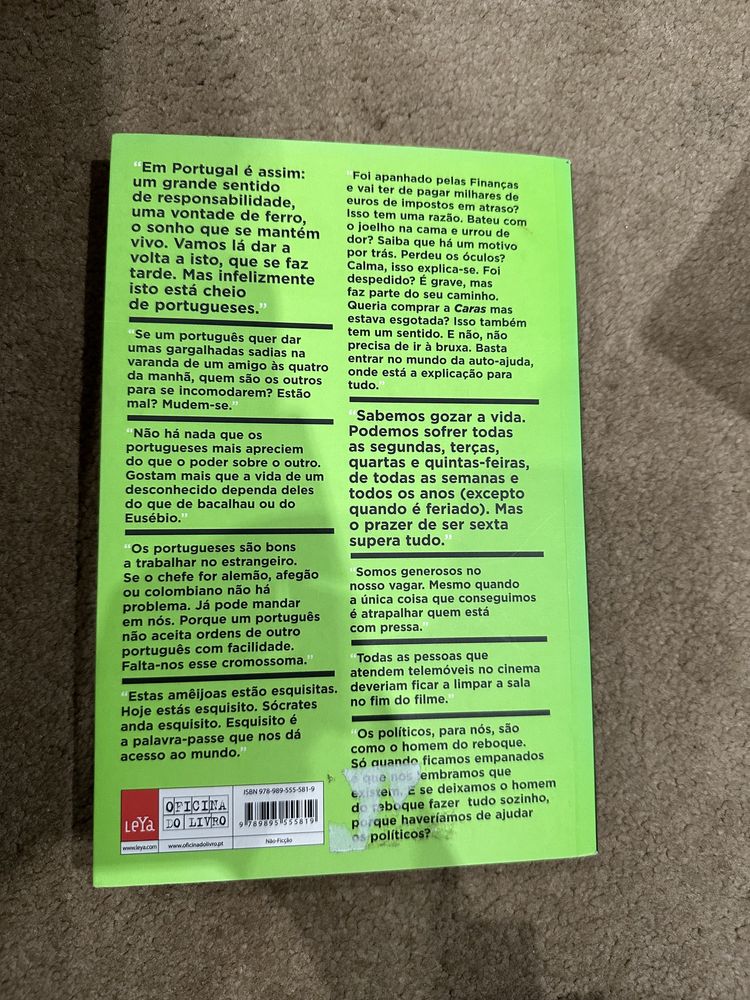 “Em Portugal é assim:
um grande sentido
de responsabilidade,
uma vontade de ferro,
o sonho que se mantém
vivo. Vamos lá dar a
volta a isto, que se faz
tarde. Mas infelizmente
isto está cheio
de portugueses.”
“Se um português quer dar
umas gargalhadas sadias na
varanda de um amigo às quatro
da manhã, quem são os outros
para se incomodarem? Estão
mal? Mudem-se.”
“Não há nada que os
portugueses mais apreciem
do que o poder sobre o outro.
Gostam mais que a vida de um
desconhecido dependa deles
do que de bacalhau ou do
Eusébio.”
“Os portugueses são bons
a trabalhar no estrangeiro.
Se o chefe for alemão, afegão
ou colombiano não há
problema. Já pode mandar
em nós. Porque um português
não aceita ordens de outro
português com facilidade.
Falta-nos esse cromossoma.”
“Estas amêijoas estão esquisitas.
Hoje estás esquisito. Sócrates
anda esquisito. Esquisito é
a palavra-passe que nos dá
acesso ao mundo.”
“Foi apanhado pelas Finanças
e vai ter de pagar milhares de
euros de impostos em atraso?
Isso tem uma razão. Bateu com
o joelho na cama e urrou de
dor? Saiba que há um motivo
por trás. Perdeu os óculos?
Calma, isso explica-se. Foi
despedido? É grave, mas
faz parte do seu caminho.
Queria comprar a Caras mas
estava esgotada? Isso também
tem um sentido. E não, não
precisa de ir à bruxa. Basta
entrar no mundo da auto-ajuda,
onde está a explicação para
tudo.”
“Sabemos gozar a vida.
Podemos sofrer todas
as segundas, terças,
quartas e quintas-feiras,
de todas as semanas e
todos os anos (excepto
quando é feriado). Mas
o prazer de ser sexta
supera tudo.”
“Somos generosos no
nosso vagar. Mesmo quando
a única coisa que conseguimos
é atrapalhar quem está
com pressa.”
“Todas as pessoas que
atendem telemóveis no cinema
deveriam ficar a limpar a sala
no fim do filme.”
“Os políticos, para nós, são
como o homem do reboque.
Só quando ficamos empanados
é que nos lembramos que
existem. E se deixamos o homem
do reboque fazer tudo sozinho,
porque haveríamos de ajudar
os políticos?
LeYa
www.leya.com
OFICINA
DO LIVRO
www.oficinadolivro.pt
ISBN 978-989-555-581-9
9 789895 555819
Não-Ficção